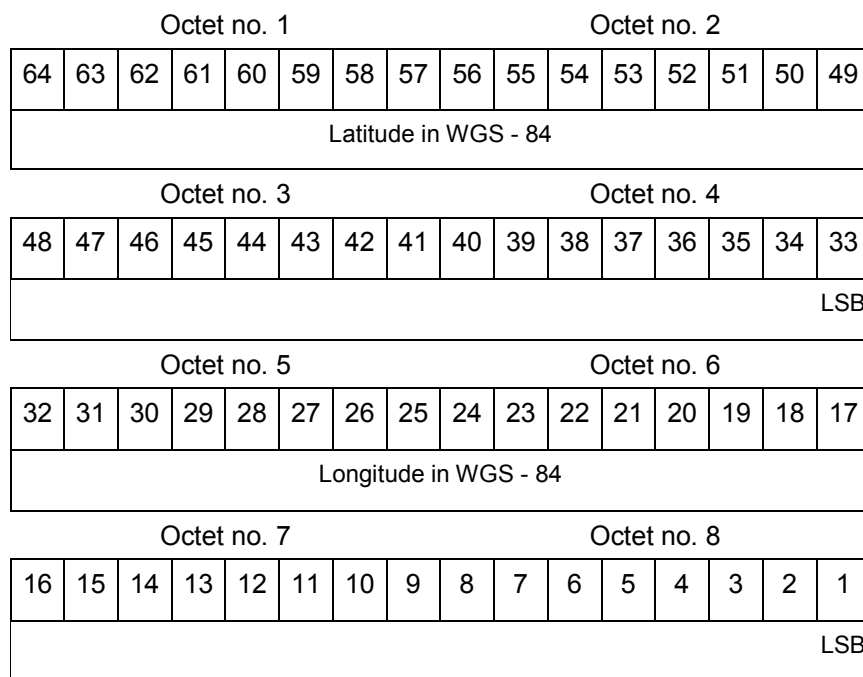 Octet no. 1 Octet no. 2
64 63 62 61 60 59 58 57 56 55 54 53 52 51 50 49
Latitude in WGS - 84
Octet no. 3 Octet no. 4
48 47 46 45 44 43 42 41 40 39 38 37 36 35 34 33
LSB
Octet no. 5 Octet no. 6
32 31 30 29 28 27 26 25 24 23 22 21 20 19 18 17
Longitude in WGS - 84
Octet no. 7 Octet no. 8
16 15 14 13 12 11 10 9 8 7 6 5 4 3 2 1
LSB